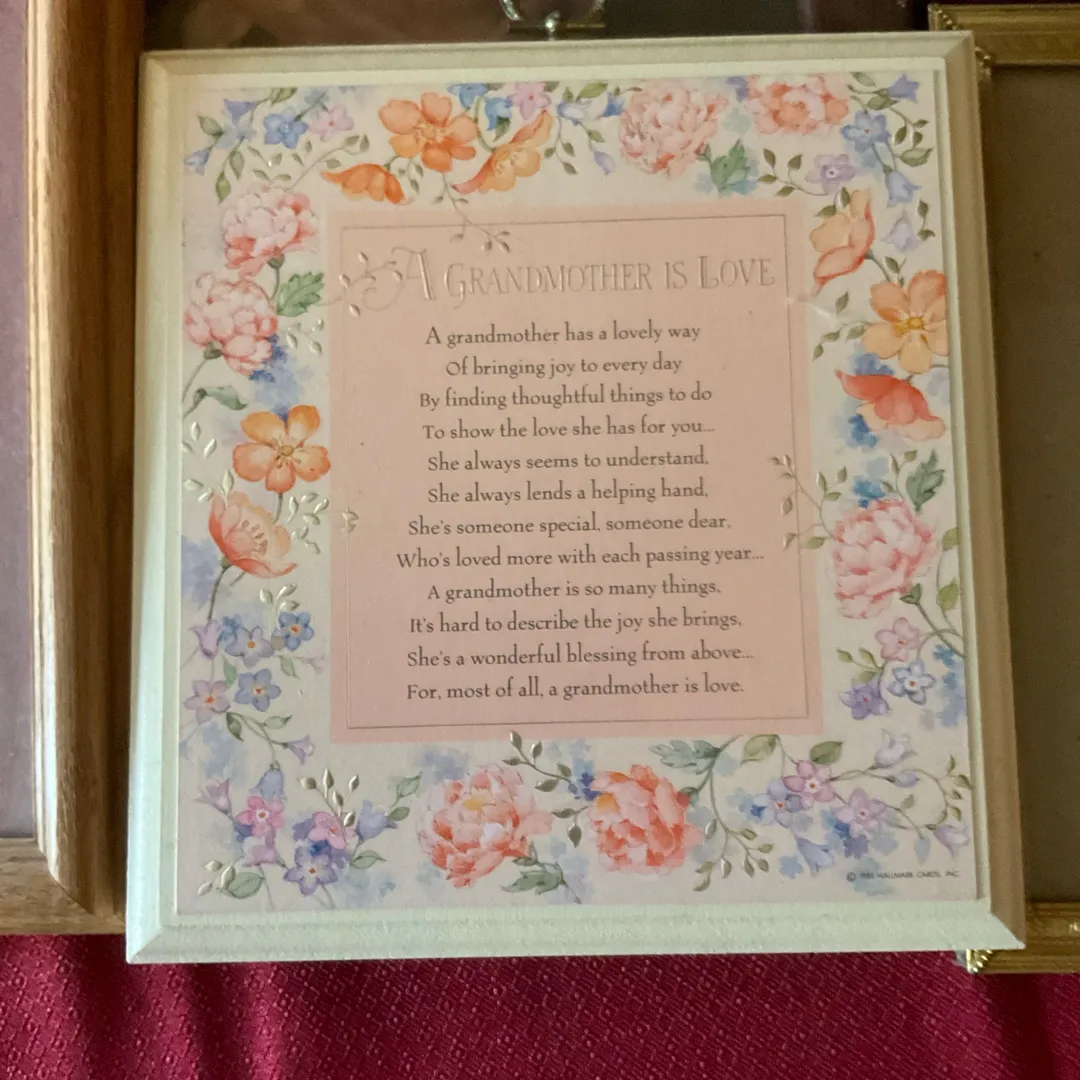 A GRANDMOTHER IS LOVE
A grandmother has a lovely way
Of bringing joy to every day
By finding thoughtful things to do
To show the love she has for you...
She always seems to understand,
She always lends a helping hand,
She's someone special, someone dear,
Who's loved more with each passing year...
A grandmother is so many things,
It's hard to describe the joy she brings,
She's a wonderful blessing from above...
For, most of all, a grandmother is love.
© HALLMARK CARDS, INC.